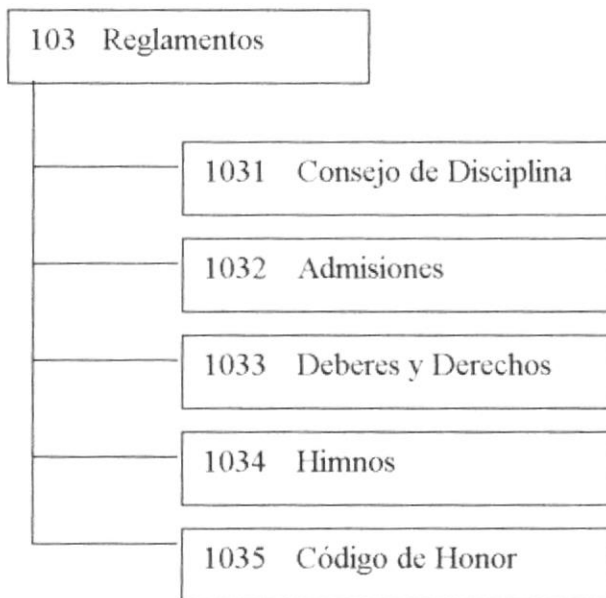 103 Reglamentos
1031 Consejo de Disciplina
1032 Admisiones
1033 Deberes y Derechos
1034 Himnos
1035 Código de Honor